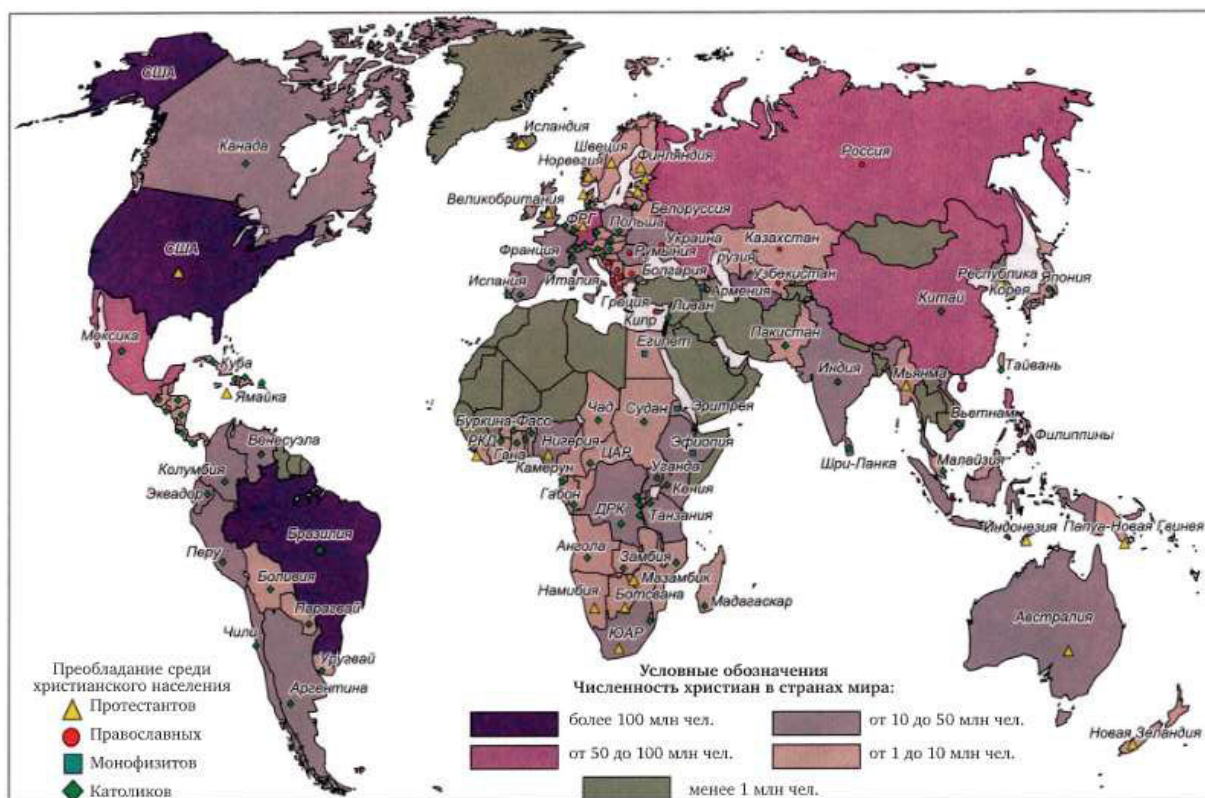 США
Канада
США
Мексика
Куба
Ямайка
Венесуэла
Колумбия
Эквадор
Перу
Бразилия
Боливия
Парагвай
Чили
Уругвай
Аргентина
Исландия
Швеция
Норвегия
Финляндия
Великобритания
ФРГ
Польша
Белоруссия
Франция
Украина
Румыния
Испания
Италия
Болгария
Греция
Кипр
Ливан
Грузия
Армения
Россия
Казахстан
Узбекистан
Китай
Республика
Корея
Япония
Пакистан
Индия
Мьянма
Тайвань
Вьетнам
Филиппины
Шри-Ланка
Малайзия
Индонезия
Папуа-Новая Гвинея
Египет
Чад
Судан
Эритрея
Буркина-Фасо
РКД
Гана
Нигерия
Камерун
ЦАР
Эфиопия
Уганда
Кения
Габон
ДРК
Танзания
Ангола
Замбия
Мазамбик
Намибия
Ботсвана
Мадагаскар
ЮАР
Австралия
Новая Зеландия
Преобладание среди
христианского населения
Протестантов
Православных
Монофизитов
Католиков
Условные обозначения
Численность христиан в странах мира:
более 100 млн чел.
от 10 до 50 млн чел.
от 50 до 100 млн чел.
от 1 до 10 млн чел.
менее 1 млн чел.